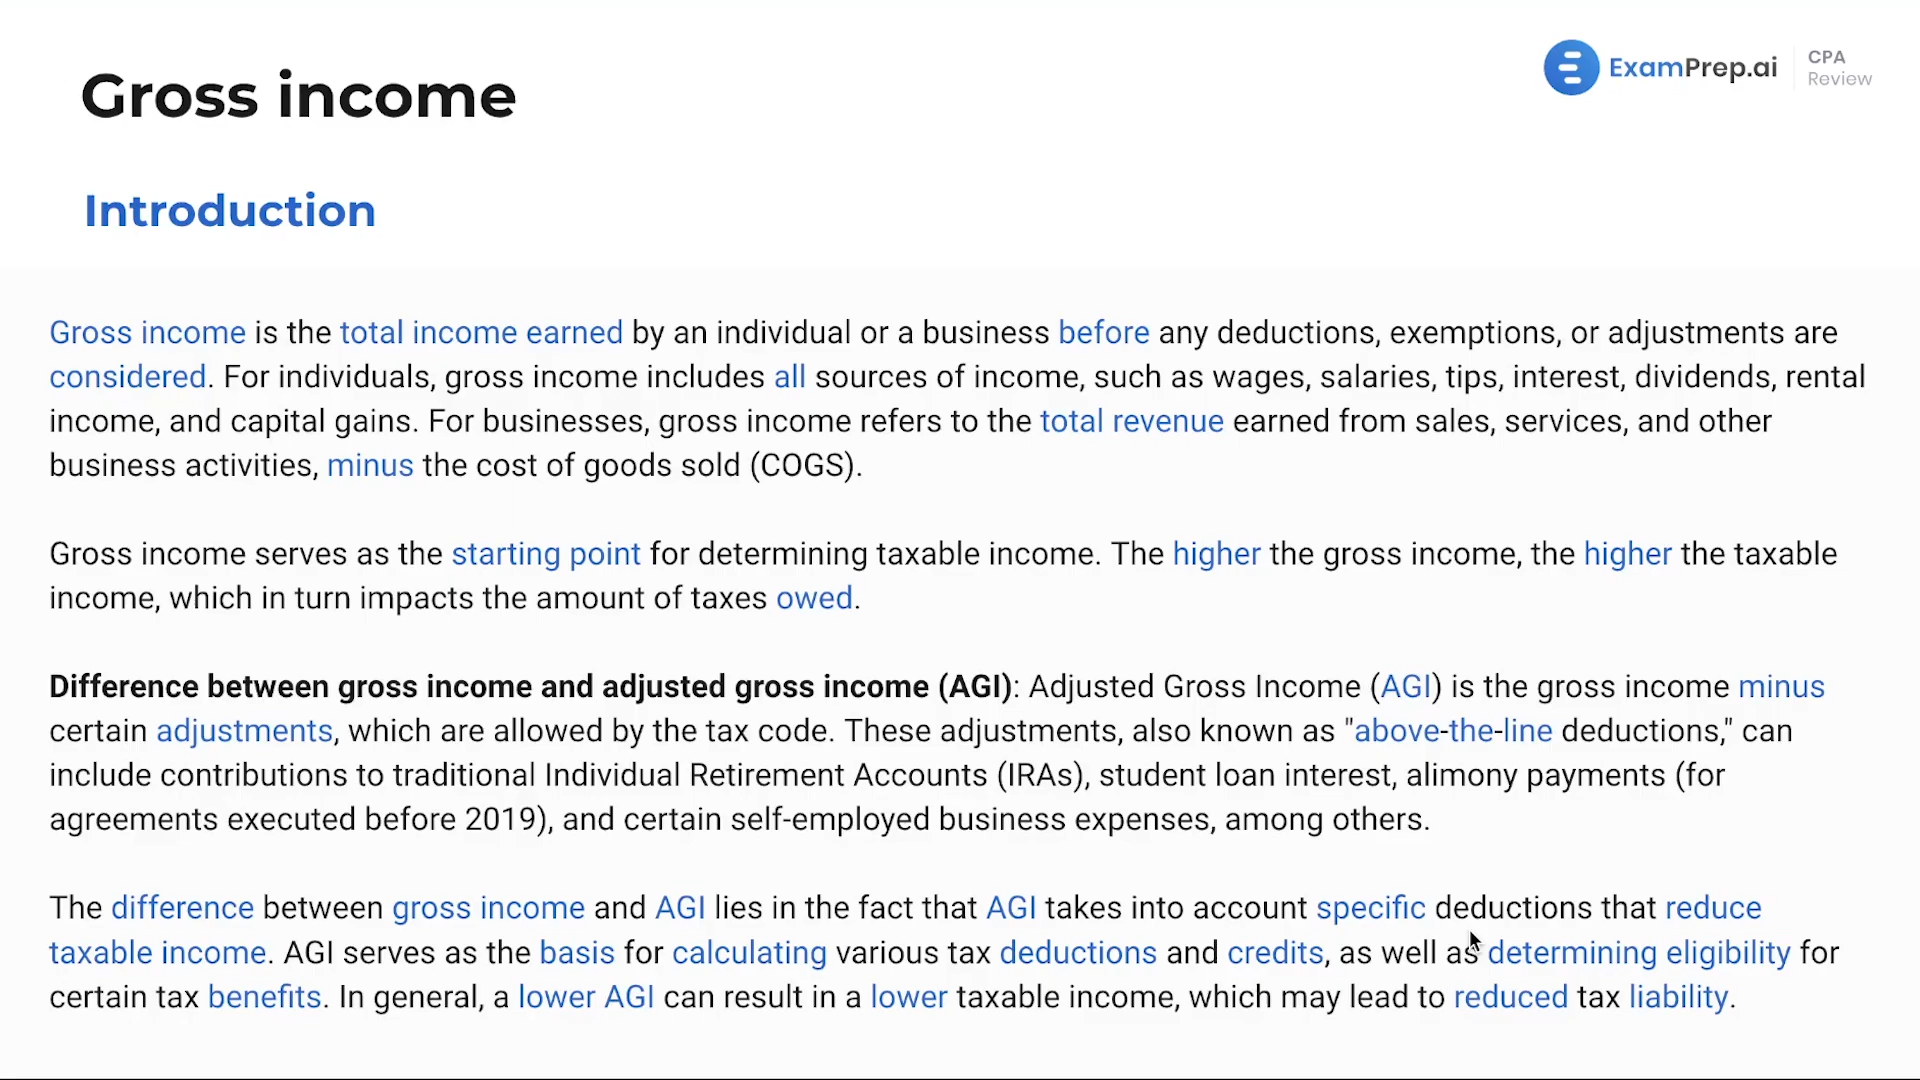 Gross income
ExamPrep.ai
CPA
Review
Introduction
Gross income is the total income earned by an individual or a business before any deductions, exemptions, or adjustments are
considered. For individuals, gross income includes all sources of income, such as wages, salaries, tips, interest, dividends, rental
income, and capital gains. For businesses, gross income refers to the total revenue earned from sales, services, and other
business activities, minus the cost of goods sold (COGS).
Gross income serves as the starting point for determining taxable income. The higher the gross income, the higher the taxable
income, which in turn impacts the amount of taxes owed.
Difference between gross income and adjusted gross income (AGI): Adjusted Gross Income (AGI) is the gross income minus
certain adjustments, which are allowed by the tax code. These adjustments, also known as "above-the-line deductions," can
include contributions to traditional Individual Retirement Accounts (IRAs), student loan interest, alimony payments (for
agreements executed before 2019), and certain self-employed business expenses, among others.
The difference between gross income and AGI lies in the fact that AGI takes into account specific deductions that reduce
taxable income. AGI serves as the basis for calculating various tax deductions and credits, as well as determining eligibility for
certain tax benefits. In general, a lower AGI can result in a lower taxable income, which may lead to reduced tax liability.